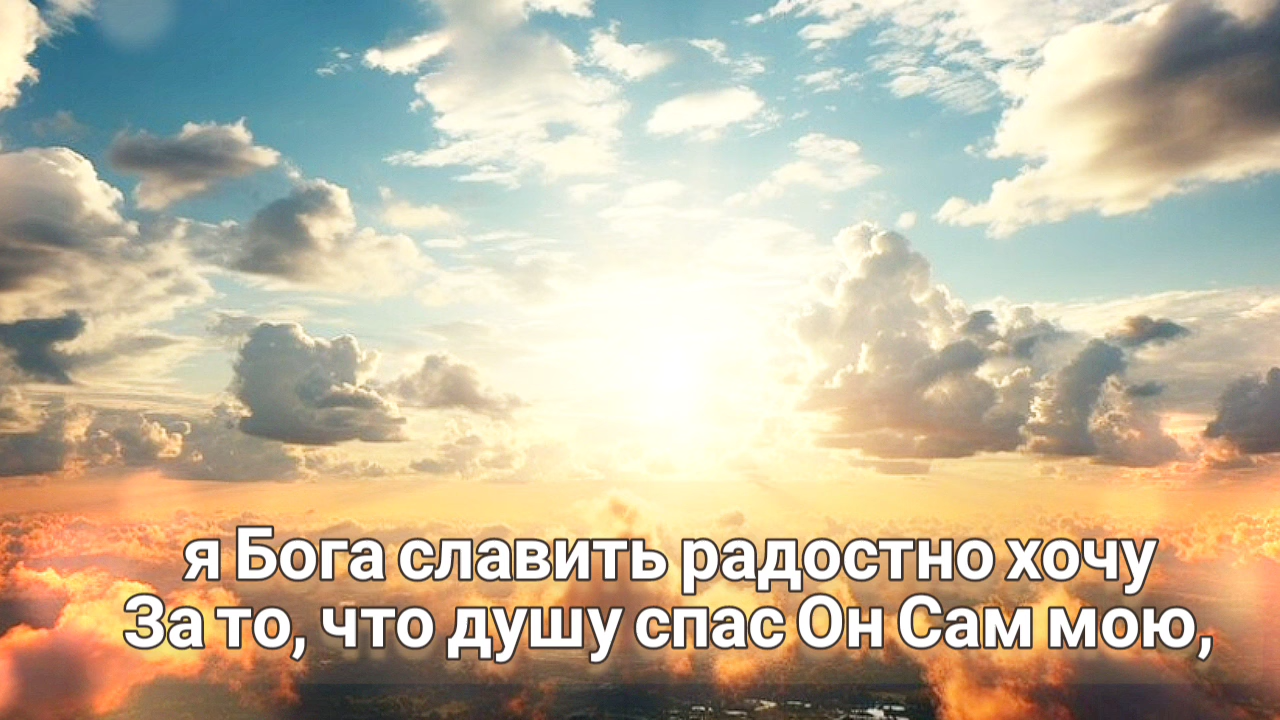 я Бога славить радостно хочу
За то, что душу спас Он Сам мою,